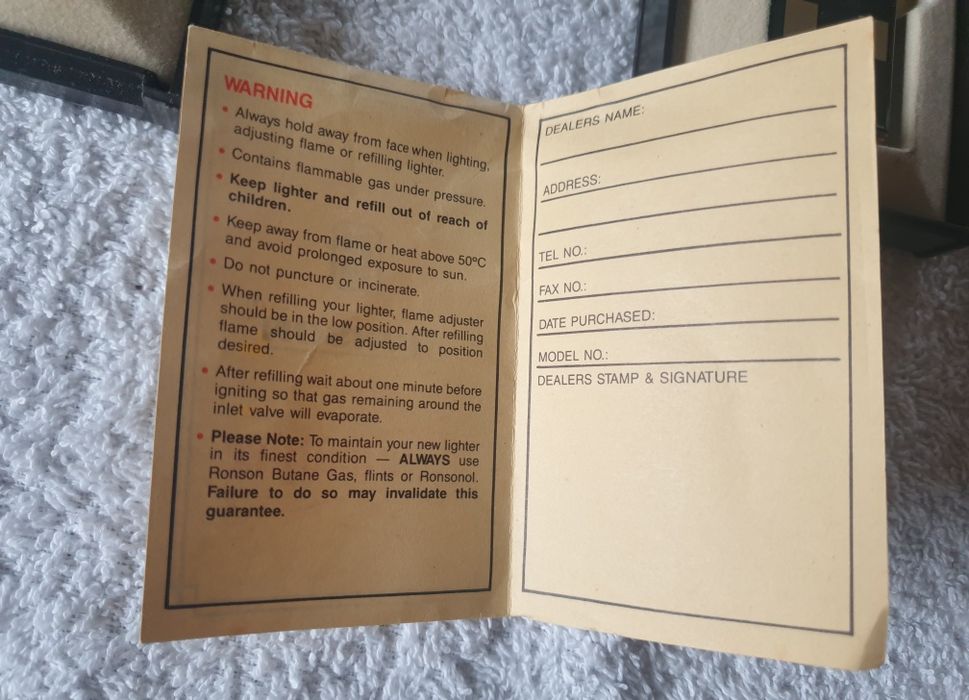 WARNING
• Always hold away from face when lighting,
adjusting flame or refilling lighter.
• Contains flammable gas under pressure.
• Keep lighter and refill out of reach of
children.
• Keep away from flame or heat above 50ºC
and avoid prolonged exposure to sun.
• Do not puncture or incinerate.
• When refilling your lighter, flame adjuster
should be in the low position. After refilling
flame should be adjusted to position
desired.
• After refilling wait about one minute before
igniting so that gas remaining around the
inlet valve will evaporate.
• Please Note: To maintain your new lighter
in its finest condition — ALWAYS use
Ronson Butane Gas, flints or Ronsonol.
Failure to do so may invalidate this
guarantee.
DEALERS NAME:
ADDRESS:
TEL NO.:
FAX NO.:
DATE PURCHASED:
MODEL NO.:
DEALERS STAMP & SIGNATURE